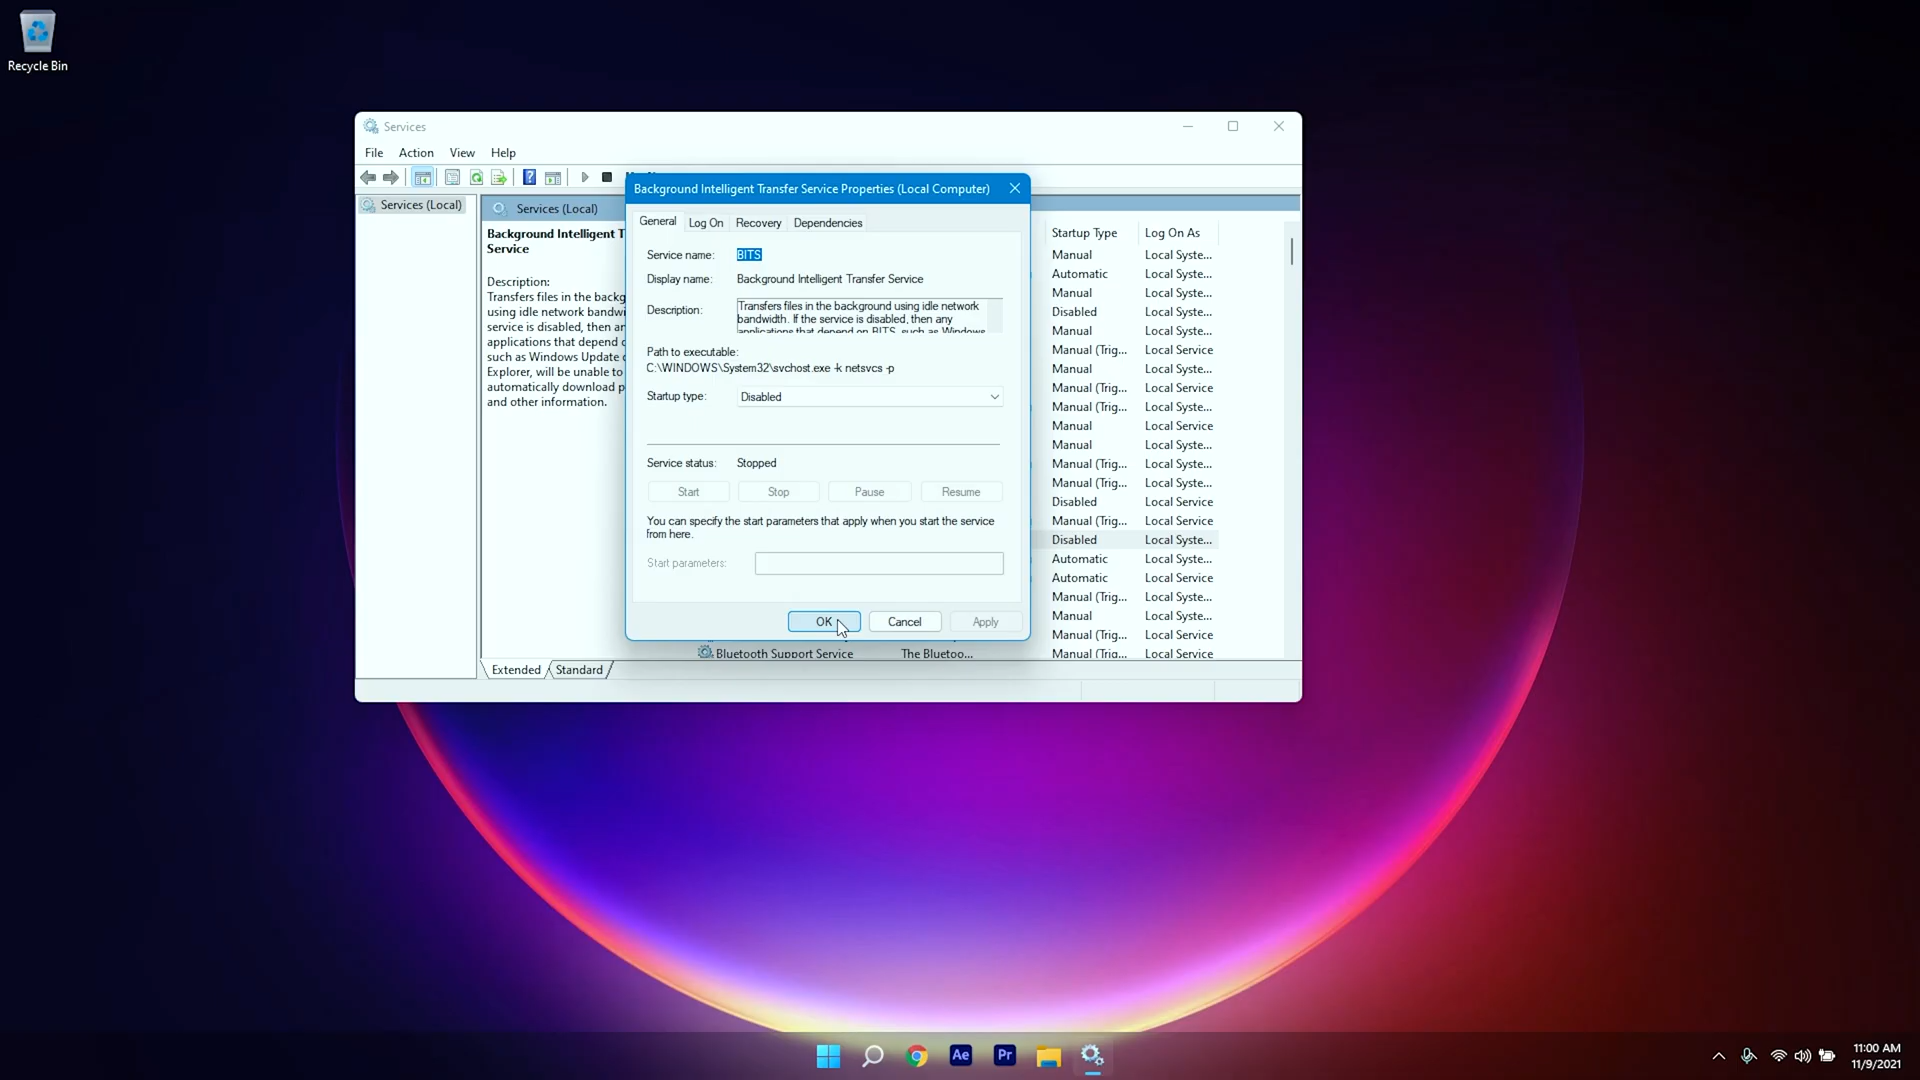 Recycle Bin
Services
File Action View Help
Services (Local)
Services (Local)
Background Intelligent T
Service
Description:
Transfers files in the backg
using idle network bandwi
service is disabled, then an
applications that depend o
such as Windows Update o
Explorer, will be unable to
automatically download p
and other information.
Background Intelligent Transfer Service Properties (Local Computer)
General Log On Recovery Dependencies
Service name: BITS
Display name: Background Intelligent Transfer Service
Description: Transfers files in the background using idle network
bandwidth. If the service is disabled, then any
applications that depend on BITS, such as Windows
Path to executable:
C:\WINDOWS\System32\svchost.exe -k netsvcs -p
Startup type: Disabled
Service status: Stopped
Start Stop Pause Resume
You can specify the start parameters that apply when you start the service
from here.
Start parameters:
OK Cancel Apply
Startup Type Log On As
Manual Local Syste...
Automatic Local Syste...
Manual Local Syste...
Disabled Local Syste...
Manual Local Syste...
Manual (Trig... Local Service
Manual Local Syste...
Manual (Trig... Local Service
Manual (Trig... Local Syste...
Manual Local Syste...
Manual Local Syste...
Manual (Trig... Local Syste...
Manual (Trig... Local Syste...
Disabled Local Service
Manual (Trig... Local Service
Disabled Local Syste...
Automatic Local Syste...
Automatic Local Service
Manual (Trig... Local Syste...
Manual Local Syste...
Manual (Trig... Local Service
Bluetooth Support Service The Bluetoo... Manual (Trig... Local Service
Extended Standard
Ae Pr
11:00 AM
11/9/2021